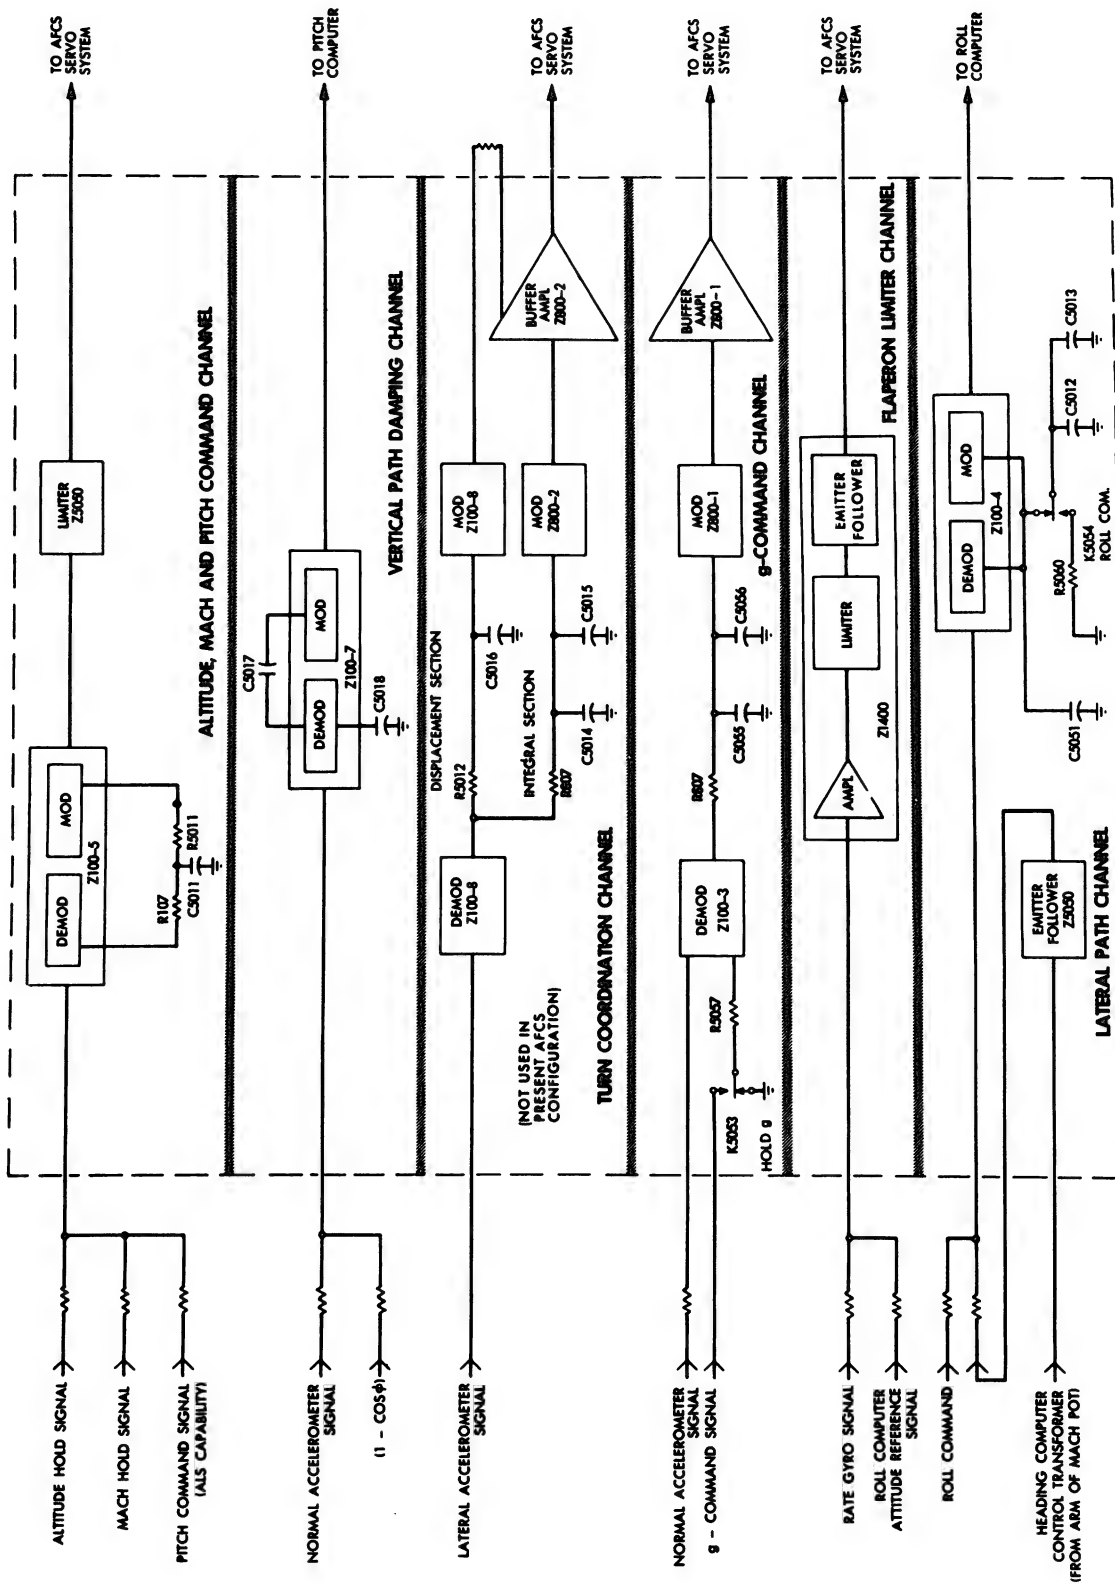 ALTITUDE HOLD SIGNAL
MACH HOLD SIGNAL
PITCH COMMAND SIGNAL
(ALS CAPABILITY)
DEMOD
MOD
Z100-5
R107
R5011
C5011
LIMITER
Z5050
TO AFCS
SERVO
SYSTEM
ALTITUDE, MACH AND PITCH COMMAND CHANNEL
NORMAL ACCELEROMETER
SIGNAL
(1 - COSφ)
C5017
DEMOD
MOD
Z100-7
C5018
TO PITCH
COMPUTER
VERTICAL PATH DAMPING CHANNEL
LATERAL ACCELEROMETER
SIGNAL
(NOT USED IN
PRESENT AFCS
CONFIGURATION)
DEMOD
Z100-8
DISPLACEMENT SECTION
R5012
C5016
MOD
Z100-8
INTEGRAL SECTION
R807
C5014
C5015
MOD
Z800-2
BUFFER
AMPL
Z800-2
TO AFCS
SERVO
SYSTEM
TURN COORDINATION CHANNEL
NORMAL ACCELEROMETER
SIGNAL
g - COMMAND SIGNAL
K5053
HOLD g
R5057
DEMOD
Z100-3
R807
C5055
C5056
MOD
Z800-1
BUFFER
AMPL
Z800-1
TO AFCS
SERVO
SYSTEM
g-COMMAND CHANNEL
RATE GYRO SIGNAL
ROLL COMPUTER
ATTITUDE REFERENCE
SIGNAL
AMPL
LIMITER
EMITTER
FOLLOWER
Z1400
TO AFCS
SERVO
SYSTEM
FLAPERON LIMITER CHANNEL
ROLL COMMAND
HEADING COMPUTER
CONTROL TRANSFORMER
(FROM ARM OF MACH POT)
EMITTER
FOLLOWER
Z5050
DEMOD
MOD
Z100-4
C5051
R5060
K5054
ROLL COM.
C5012
C5013
TO ROLL
COMPUTER
LATERAL PATH CHANNEL